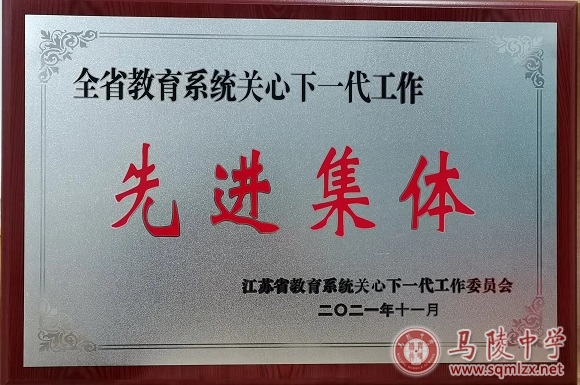 全省教育系统关心下一代工作
先进集体
江苏省教育系统关心下一代工作委员会
二〇二一年十一月
马陵中学
www.sqmlzx.net